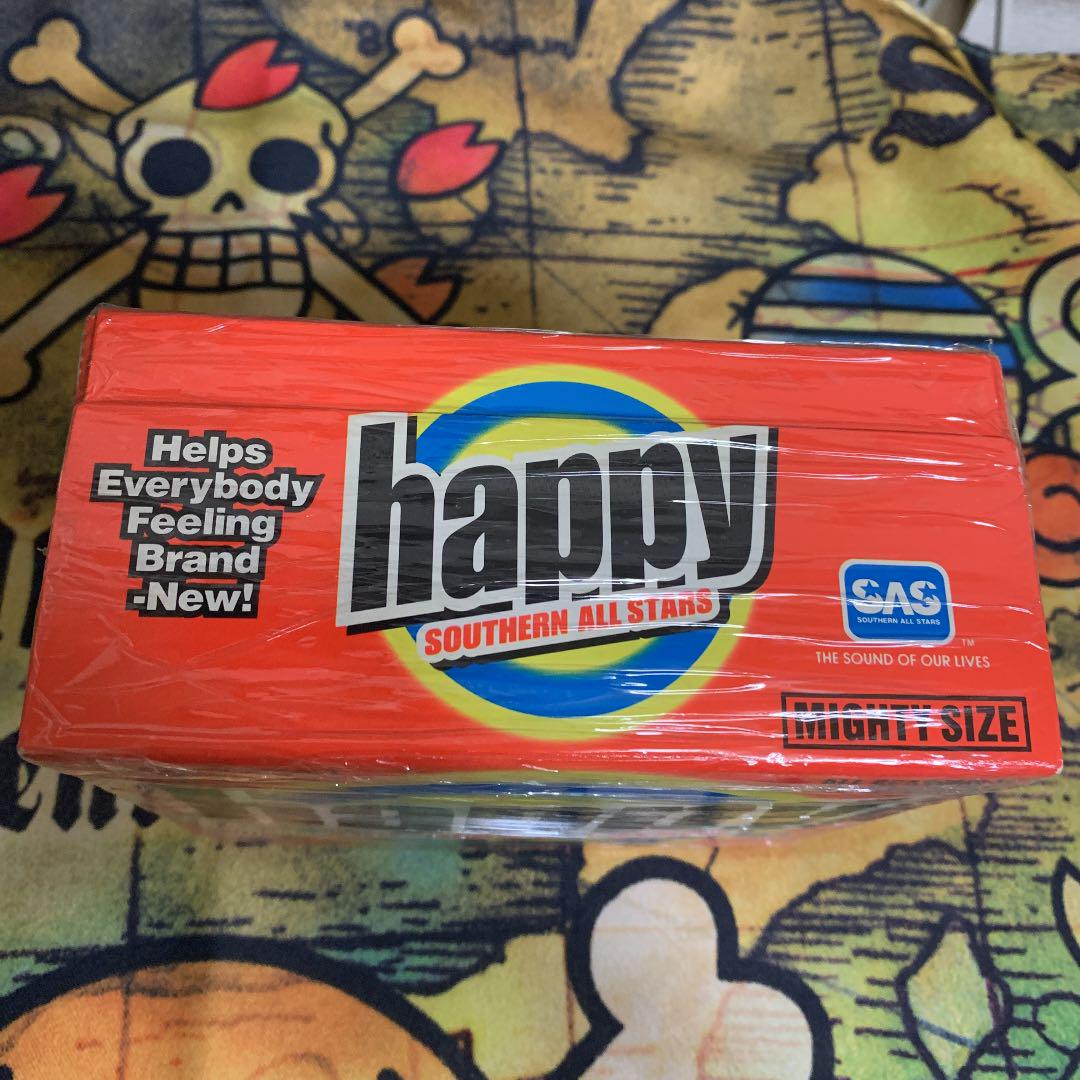 Helps
Everybody
Feeling
Brand
-New!
happy
SOUTHERN ALL STARS
SAS
SOUTHERN ALL STARS
TM
THE SOUND OF OUR LIVES
MIGHTY SIZE